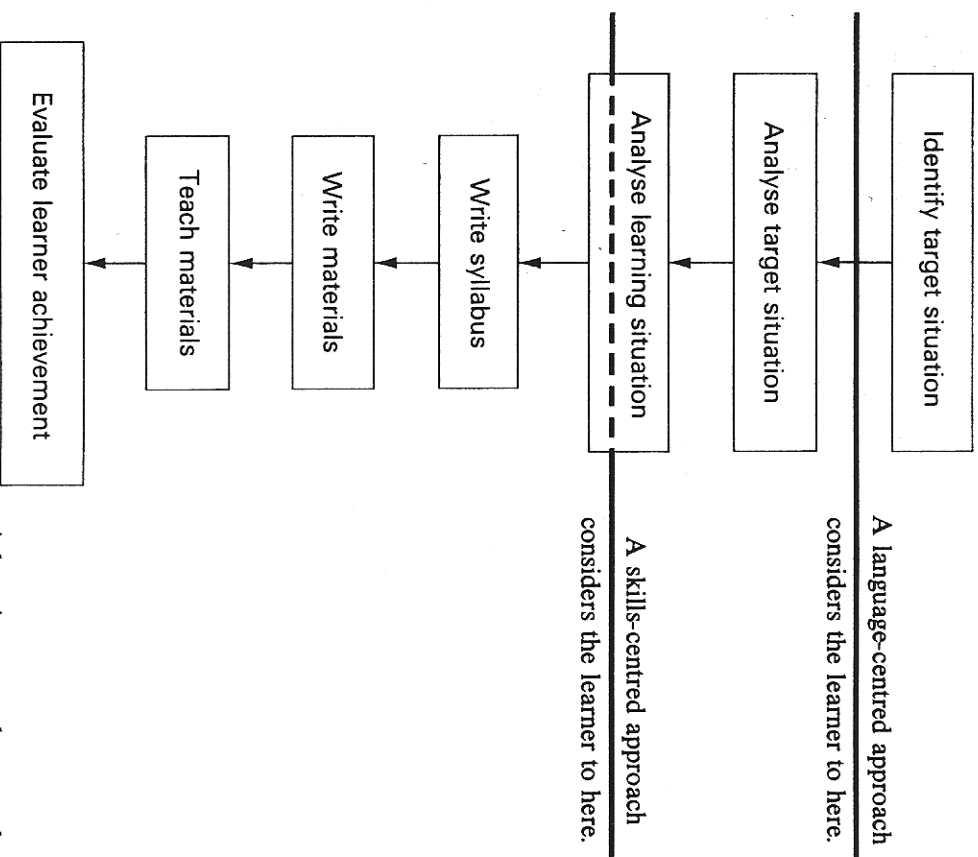 Identify target situation
A language-centred approach
considers the learner to here.
Analyse target situation
Analyse learning situation
A skills-centred approach
considers the learner to here.
Write syllabus
Write materials
Teach materials
Evaluate learner achievement